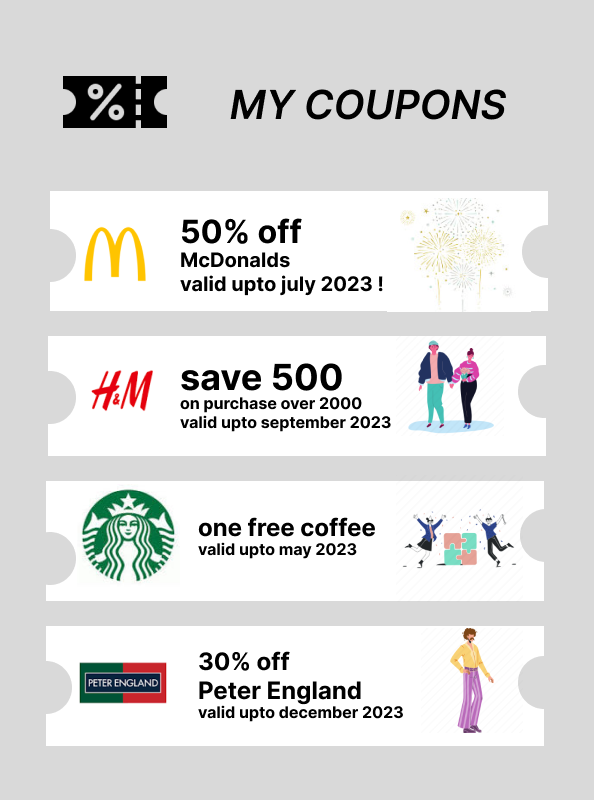 %
MY COUPONS
50% off
McDonalds
valid upto july 2023 !
H&M
save 500
on purchase over 2000
valid upto september 2023
one free coffee
valid upto may 2023
PETER ENGLAND
30% off
Peter England
valid upto december 2023